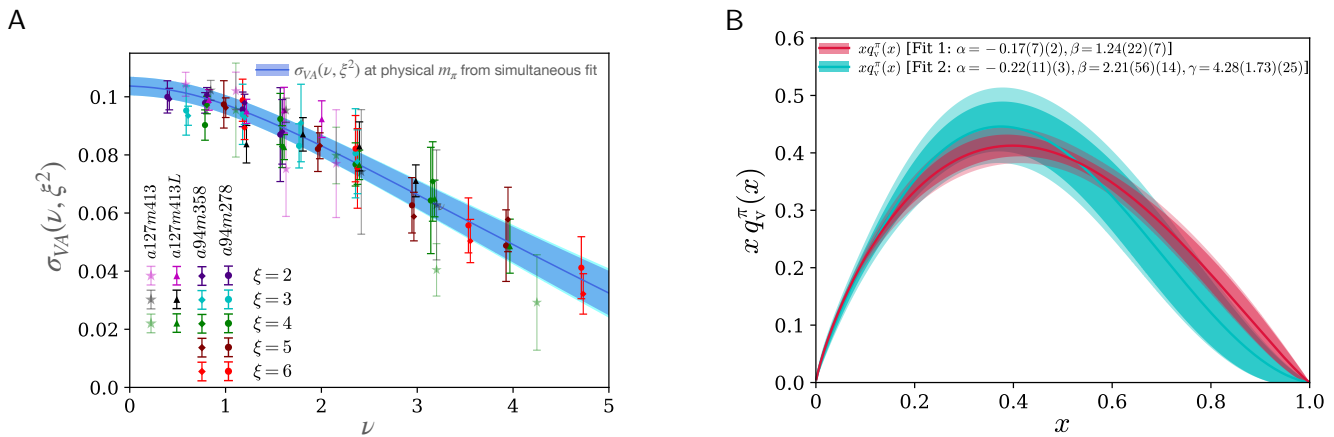 A
σ_VA(ν, ξ²) at physical m_π from simultaneous fit
0.1
0.08
0.06
0.04
0.02
0.0
σ_VA(ν, ξ²)
a127m413
a127m413L
a94m358
a94m278
ξ=2
ξ=3
ξ=4
ξ=5
ξ=6
0 1 2 3 4 5
ν
B
xq_v^π(x) [Fit 1: α=−0.17(7)(2), β=1.24(22)(7)]
xq_v^π(x) [Fit 2: α=−0.22(11)(3), β=2.21(56)(14), γ=4.28(1.73)(25)]
0.6
0.5
0.4
0.3
0.2
0.1
0.0
x q_v^π(x)
0 0.2 0.4 0.6 0.8 1.0
x